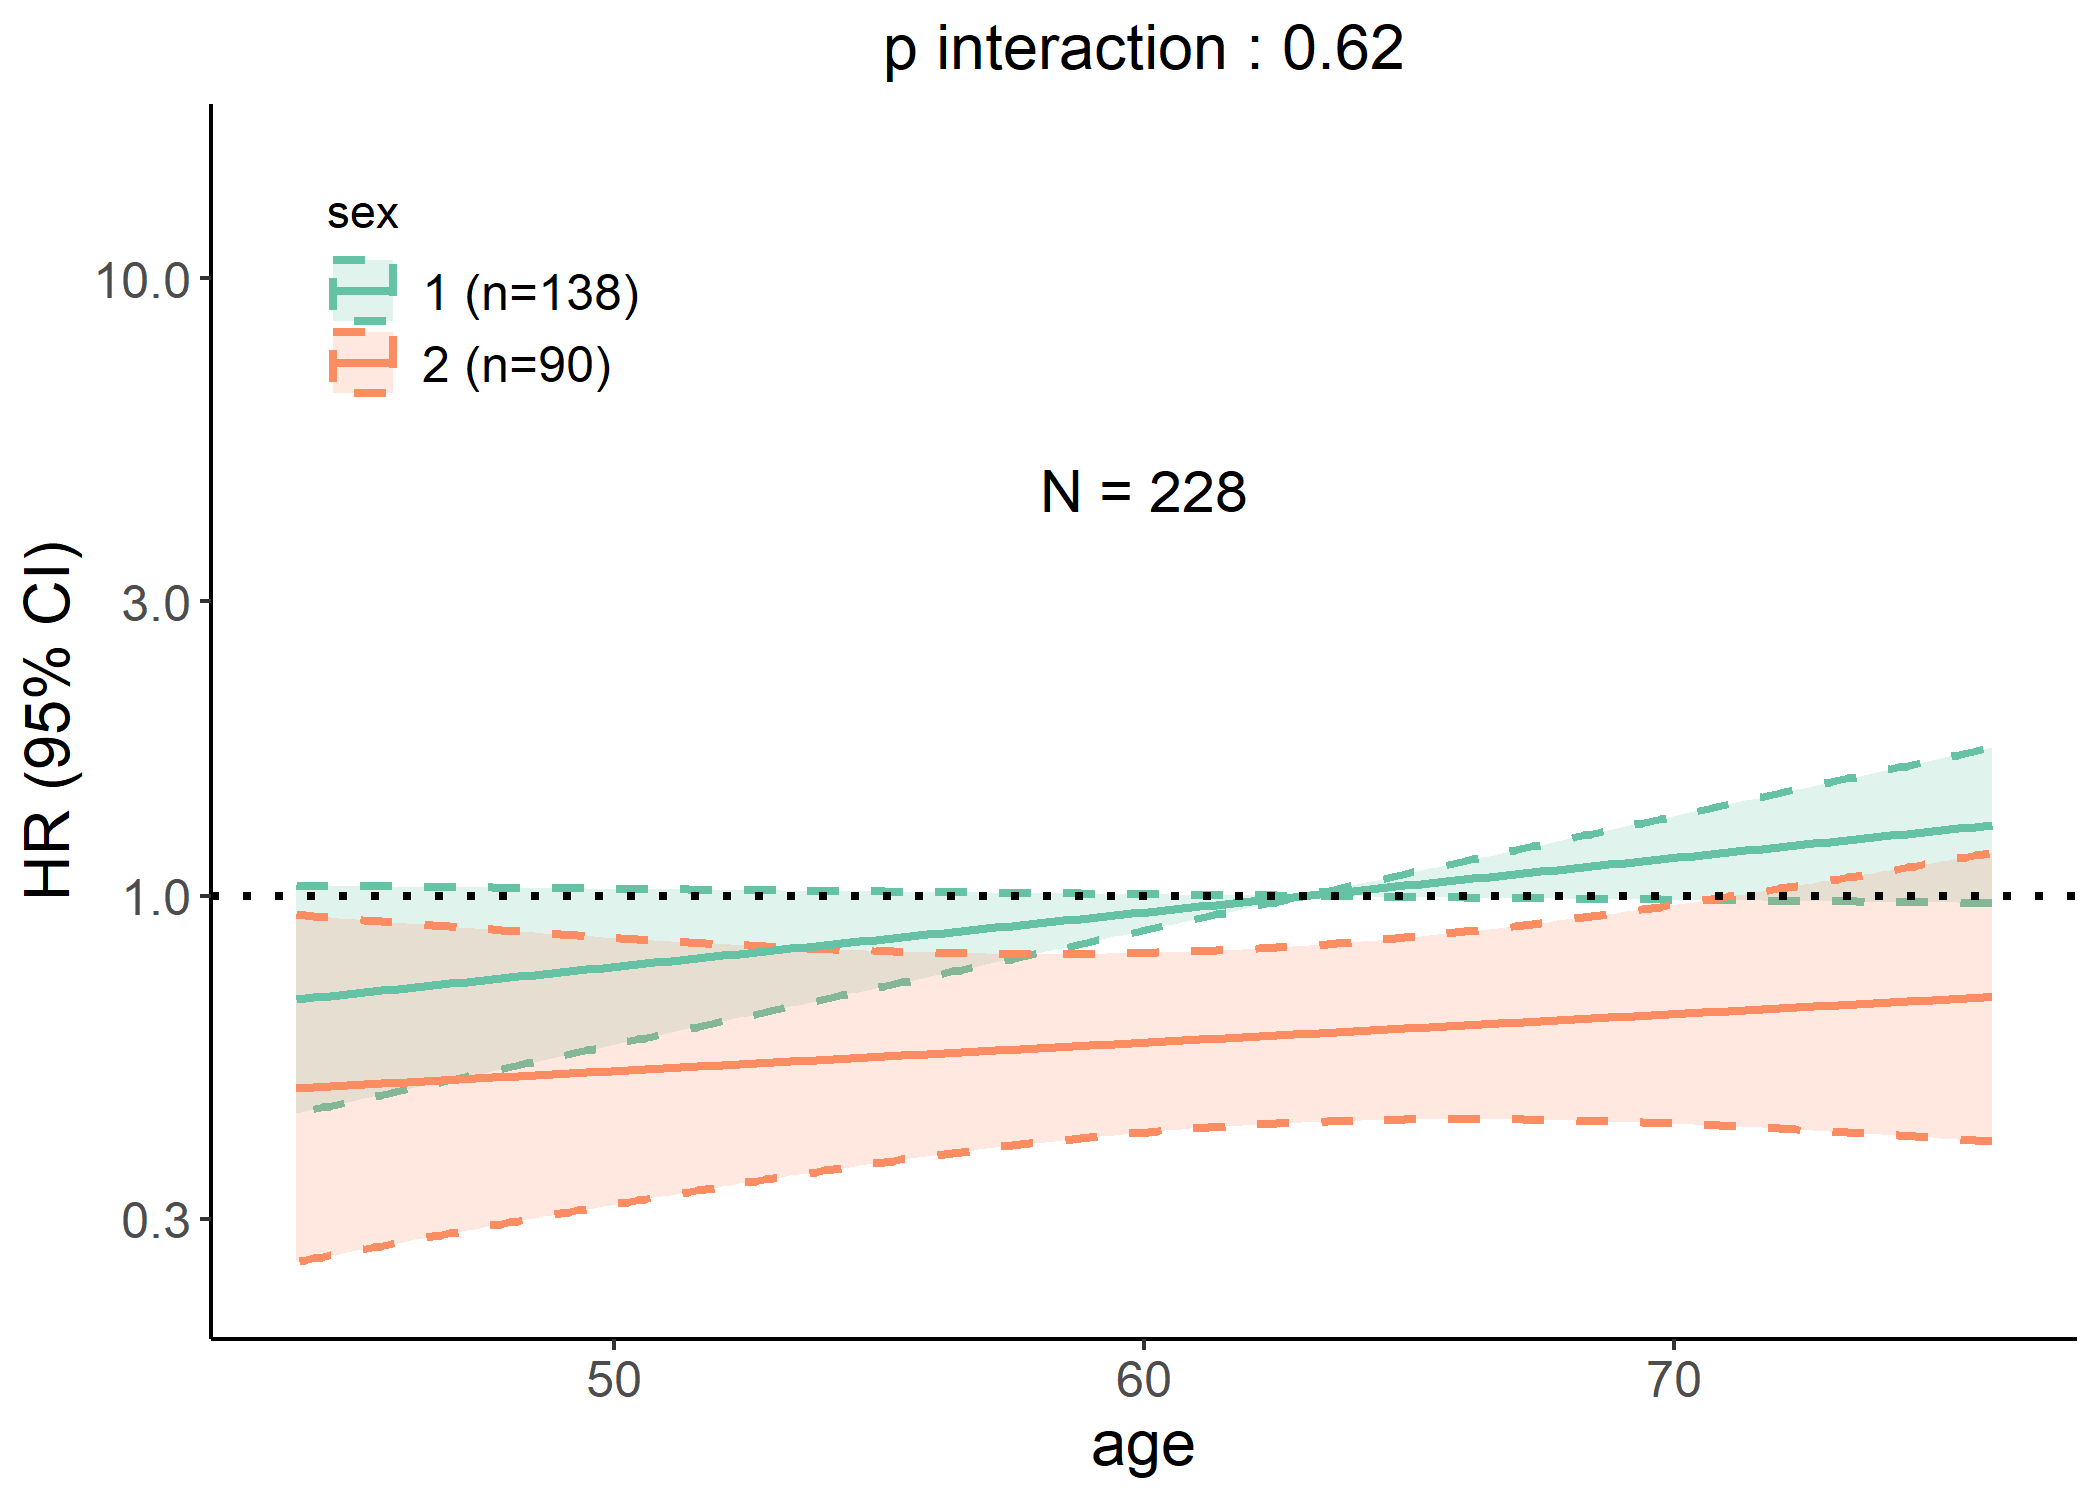 p interaction : 0.62
sex
1 (n=138)
2 (n=90)
N = 228
HR (95% CI)
10.0
3.0
1.0
0.3
50 60 70
age